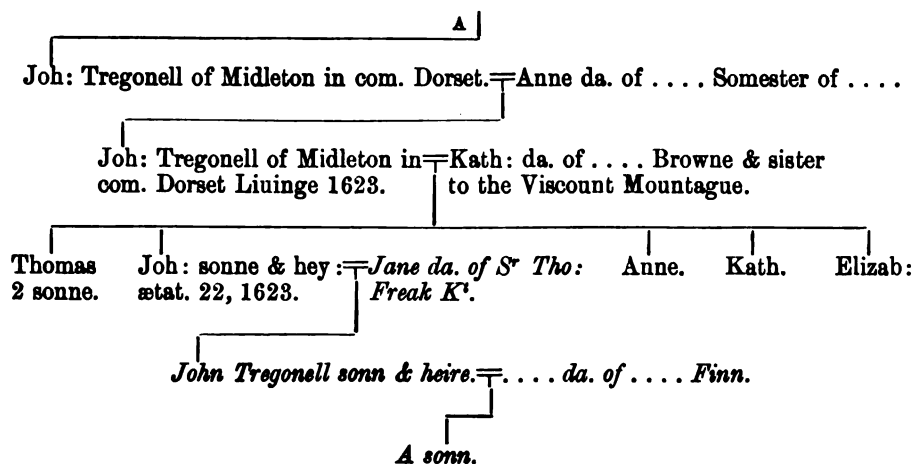 A
Joh: Tregonell of Midleton in com. Dorset. Anne da. of . . . . Somester of . . . .
Joh: Tregonell of Midleton in Kath: da. of . . . . Browne & sister
com. Dorset Liuinge 1623. to the Viscount Mountague.
Thomas Joh: sonne & hey : Jane da. of Sʳ Tho: Anne. Kath. Elizab:
2 sonne. ætat. 22, 1623. Freak Kᵗ.
John Tregonell sonn & heire. . . . . da. of . . . . Finn.
A sonn.